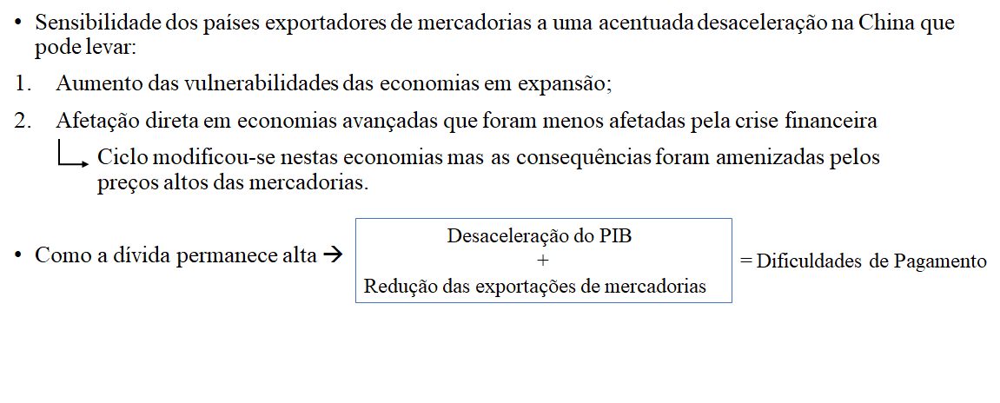 • Sensibilidade dos países exportadores de mercadorias a uma acentuada desaceleração na China que
pode levar:
1. Aumento das vulnerabilidades das economias em expansão;
2. Afetação direta em economias avançadas que foram menos afetadas pela crise financeira
Ciclo modificou-se nestas economias mas as consequências foram amenizadas pelos
preços altos das mercadorias.
• Como a dívida permanece alta →
Desaceleração do PIB
+
Redução das exportações de mercadorias
= Dificuldades de Pagamento